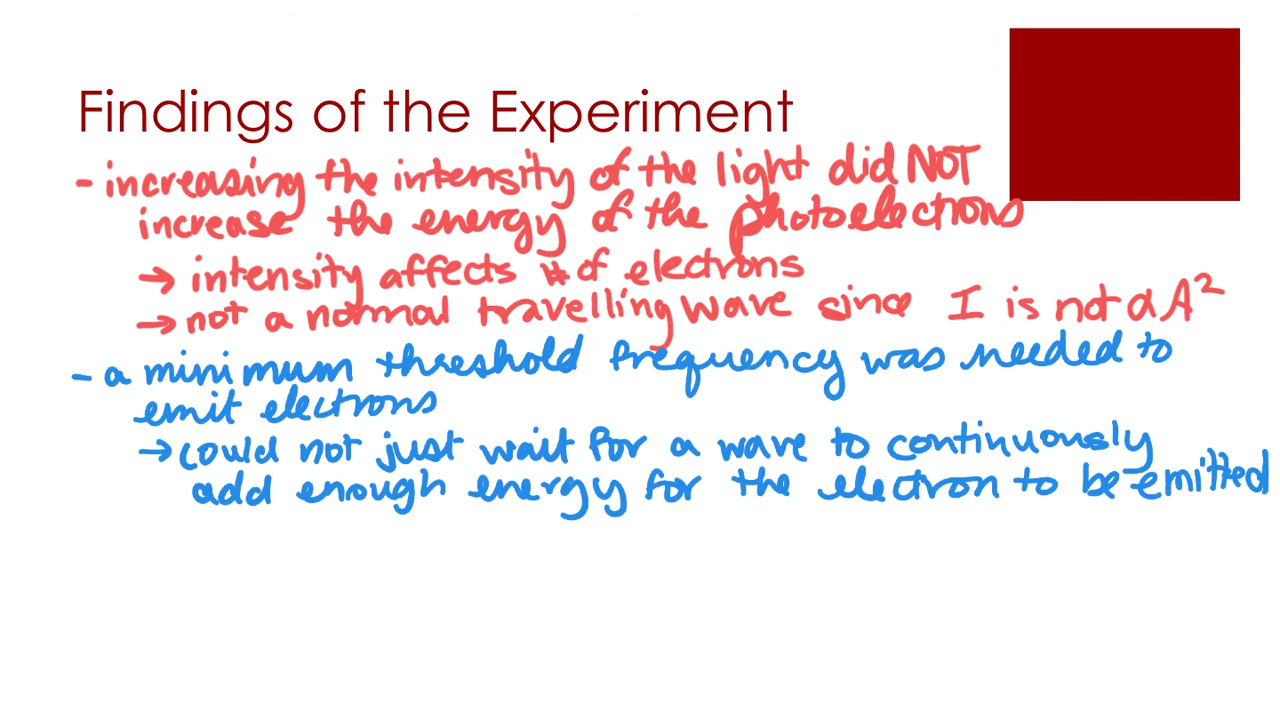 Findings of the Experiment
- increasing the intensity of the light did NOT
increase the energy of the photoelectrons
→ intensity affects # of electrons
→ not a normal travelling wave since I is not α A²
- a minimum threshold frequency was needed to
emit electrons
→ could not just wait for a wave to continuously
add enough energy for the electron to be emitted